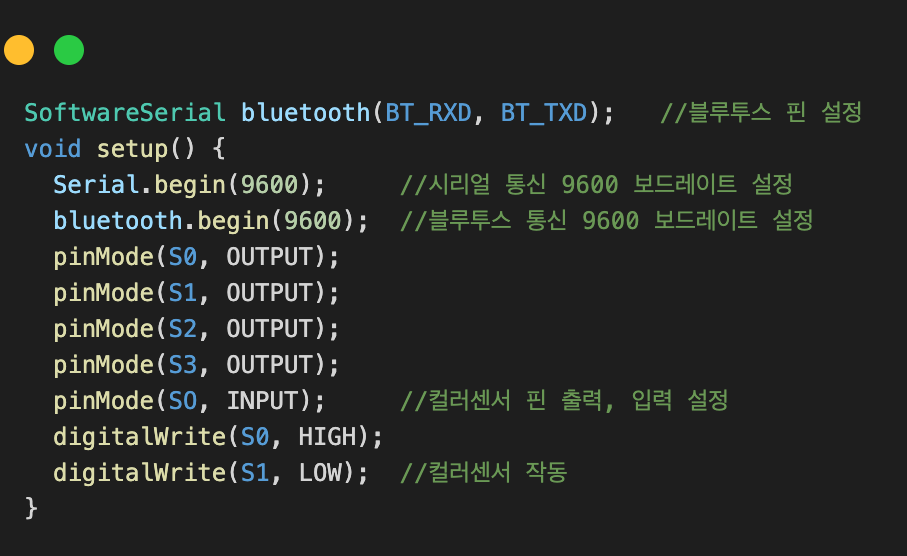 SoftwareSerial bluetooth(BT_RXD, BT_TXD);   //블루투스 핀 설정
void setup() {
  Serial.begin(9600);     //시리얼 통신 9600 보드레이트 설정
  bluetooth.begin(9600);  //블루투스 통신 9600 보드레이트 설정
  pinMode(S0, OUTPUT);
  pinMode(S1, OUTPUT);
  pinMode(S2, OUTPUT);
  pinMode(S3, OUTPUT);
  pinMode(SO, INPUT);     //컬러센서 핀 출력, 입력 설정
  digitalWrite(S0, HIGH);
  digitalWrite(S1, LOW);  //컬러센서 작동
}